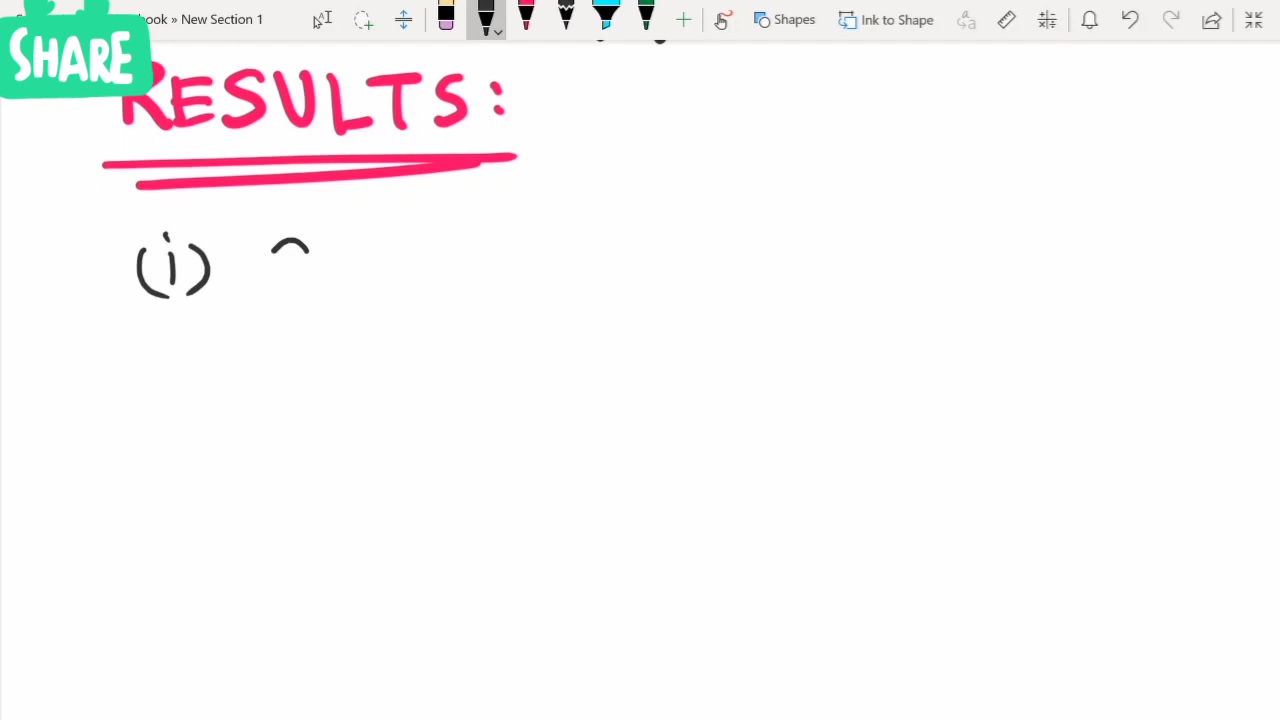 book » New Section 1
Shapes
Ink to Shape
SHARE
RESULTS:
(i)